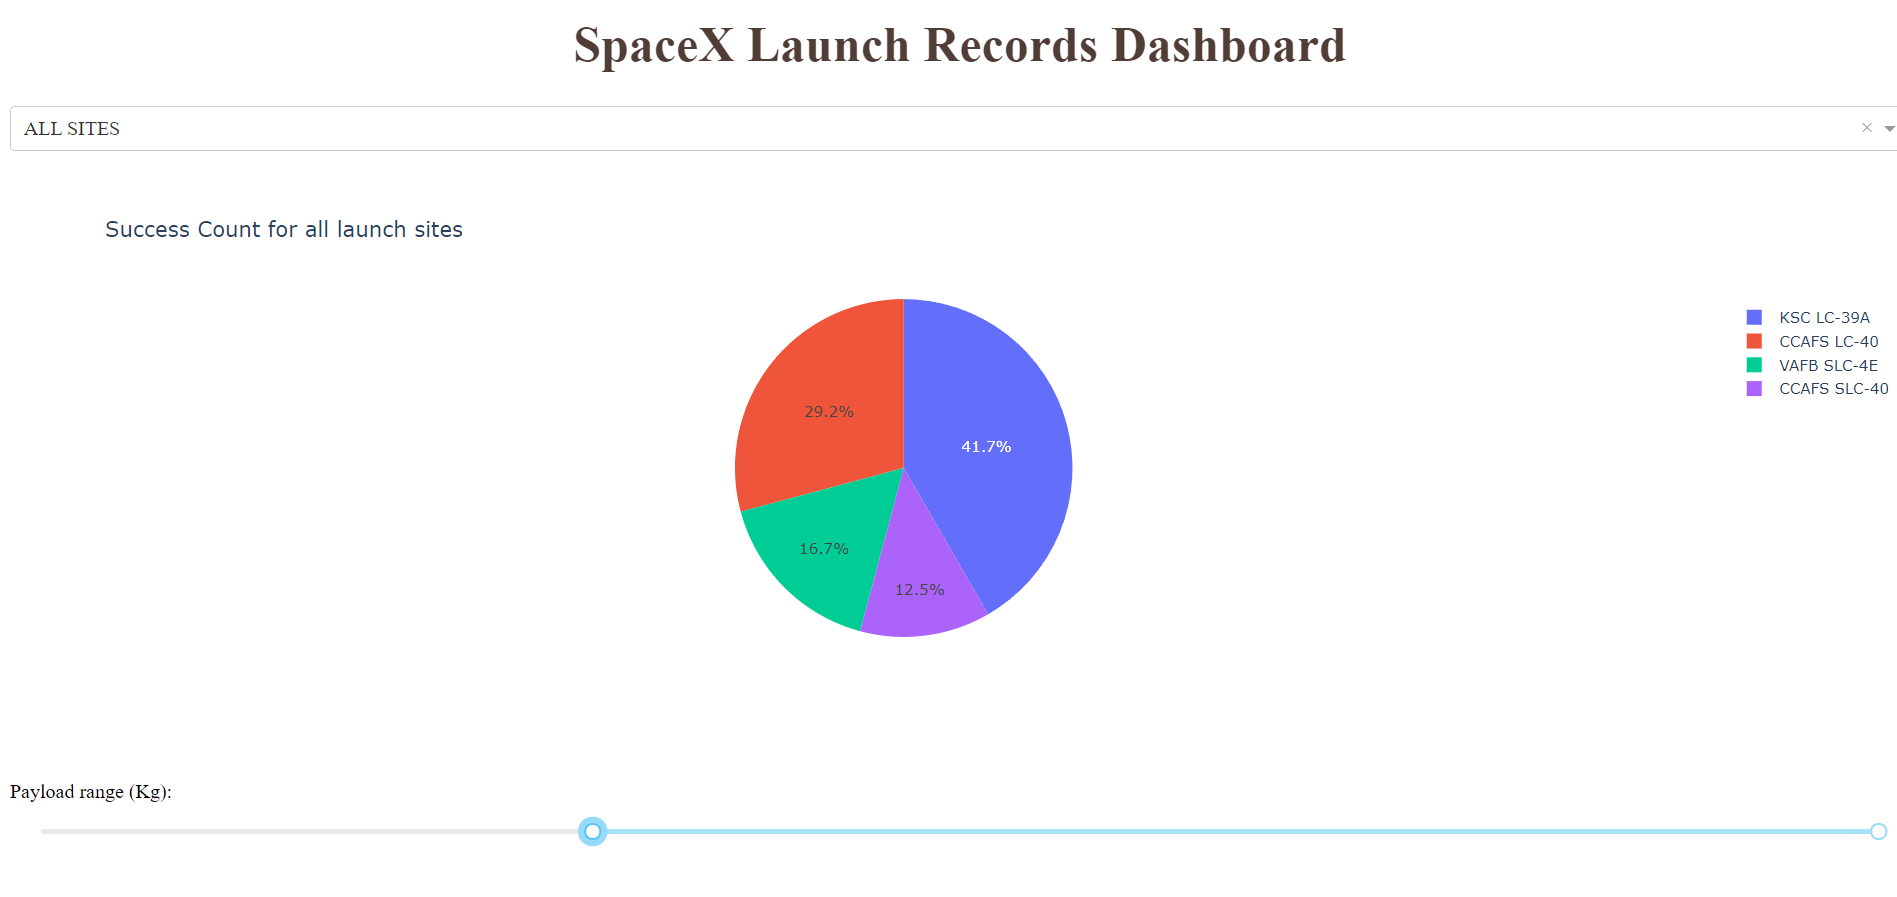 SpaceX Launch Records Dashboard
ALL SITES
Success Count for all launch sites
KSC LC-39A
CCAFS LC-40
VAFB SLC-4E
CCAFS SLC-40
29.2%
41.7%
16.7%
12.5%
Payload range (Kg):